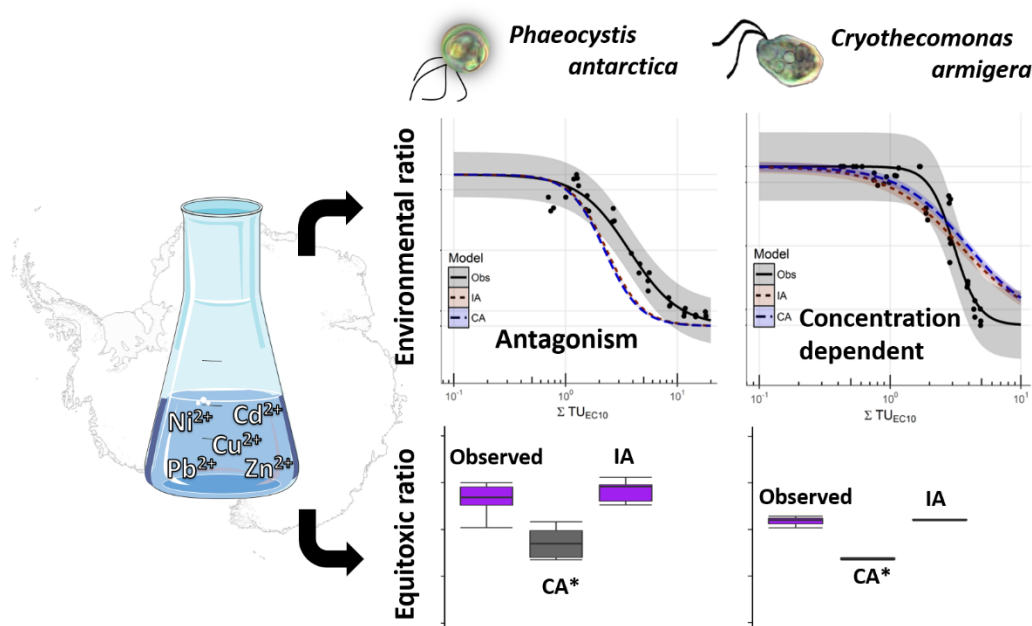 Phaeocystis
antarctica
Cryothecomonas
armigera
Environmental ratio
Model
Obs
IA
CA
Antagonism
10⁻¹ 10⁰ 10¹
Σ TU_EC10
Model
Obs
IA
CA
Concentration
dependent
10⁻¹ 10⁰ 10¹
Σ TU_EC10
Ni²⁺ Cd²⁺
Cu²⁺
Pb²⁺ Zn²⁺
Equitoxic ratio
Observed IA
CA*
Observed IA
CA*